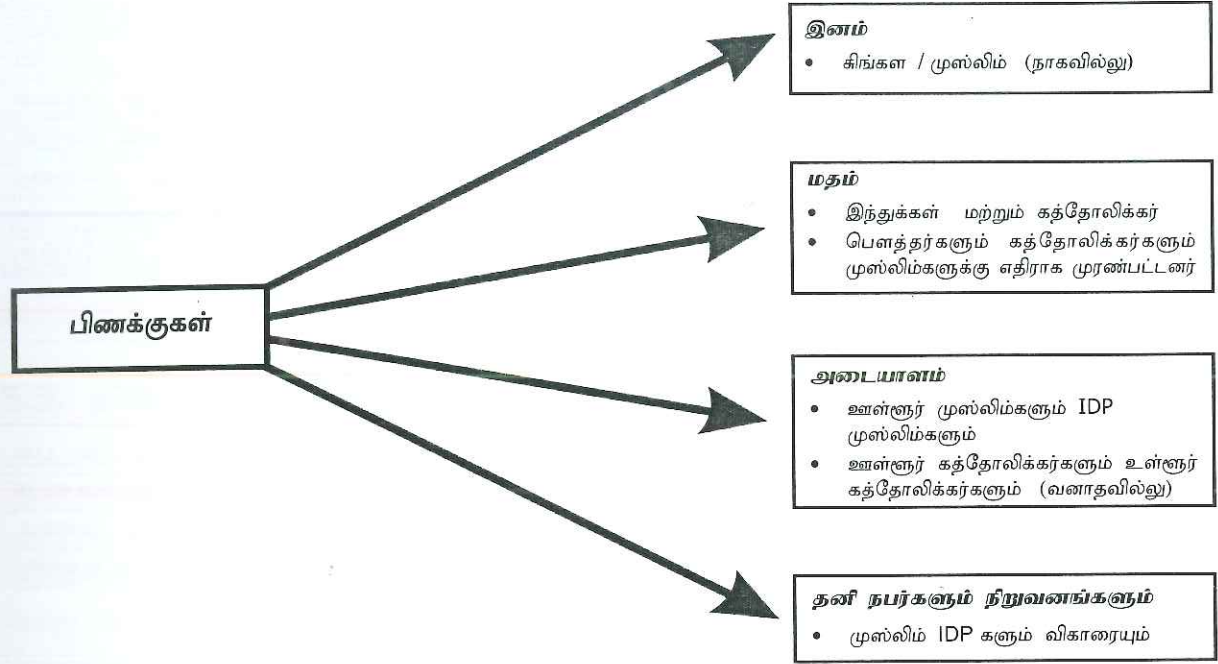 இனம்
• கிங்கள / முஸ்லிம் (நாகவில்லு)
மதம்
• இந்துக்கள் மற்றும் கத்தோலிக்கர்
• பௌத்தர்களும் கத்தோலிக்கர்களும்
முஸ்லிம்களுக்கு எதிராக முரண்பட்டனர்
பிணக்குகள்
அடையாளம்
• ஊள்ளூர் முஸ்லிம்களும் IDP
முஸ்லிம்களும்
• ஊள்ளூர் கத்தோலிக்கர்களும் உள்ளூர்
கத்தோலிக்கர்களும் (வனாதவில்லு)
தனி நபர்களும் நிறுவனங்களும்
• முஸ்லிம் IDP களும் விகாரையும்